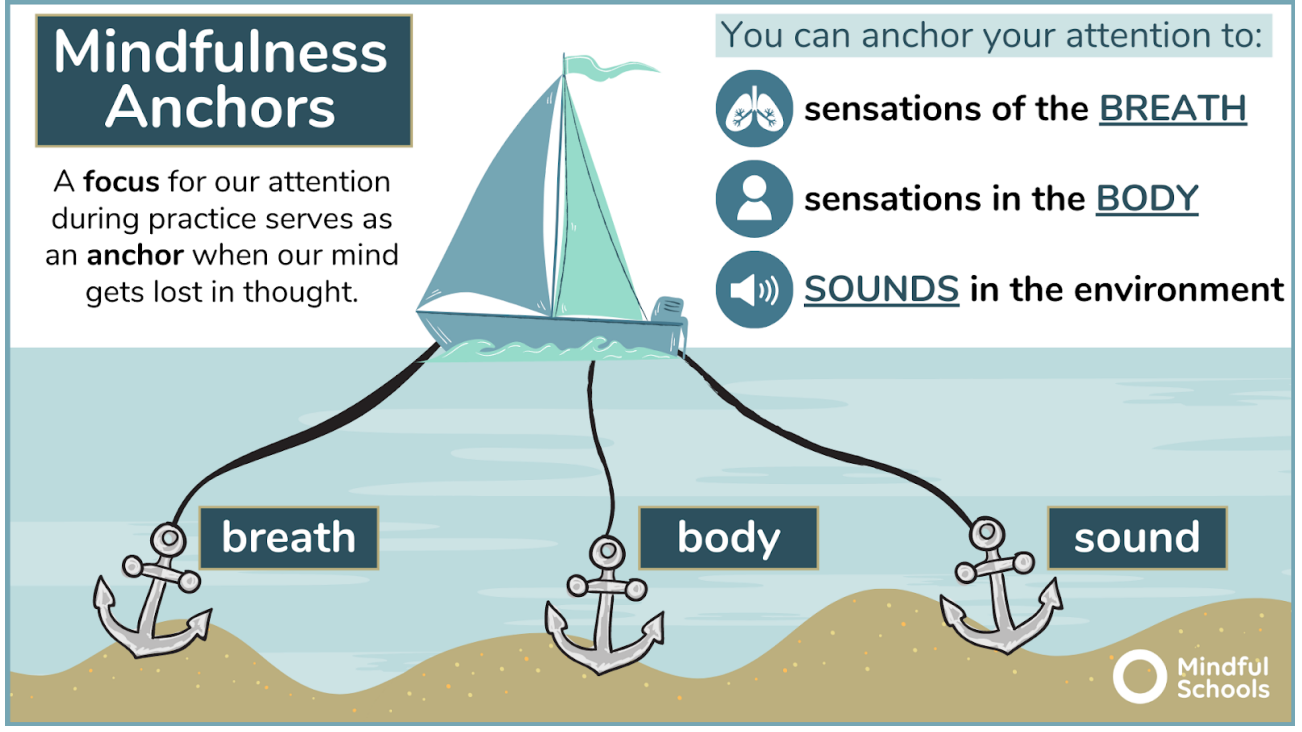 Mindfulness
Anchors
A focus for our attention
during practice serves as
an anchor when our mind
gets lost in thought.
You can anchor your attention to:
sensations of the BREATH
sensations in the BODY
SOUNDS in the environment
breath
body
sound
Mindful
Schools